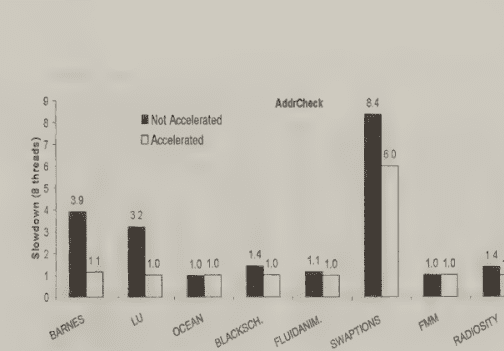 AddrCheck
Not Accelerated
Accelerated
Slowdown (8 threads)
9
8
7
6
5
4
3
2
1
0
3.9 1.1
3.2 1.0
1.0 1.0
1.4 1.0
1.1 1.0
8.4 6.0
1.0 1.0
1.4
BARNES
LU
OCEAN
BLACKSCH.
FLUIDANIM.
SWAPTIONS
FMM
RADIOSITY